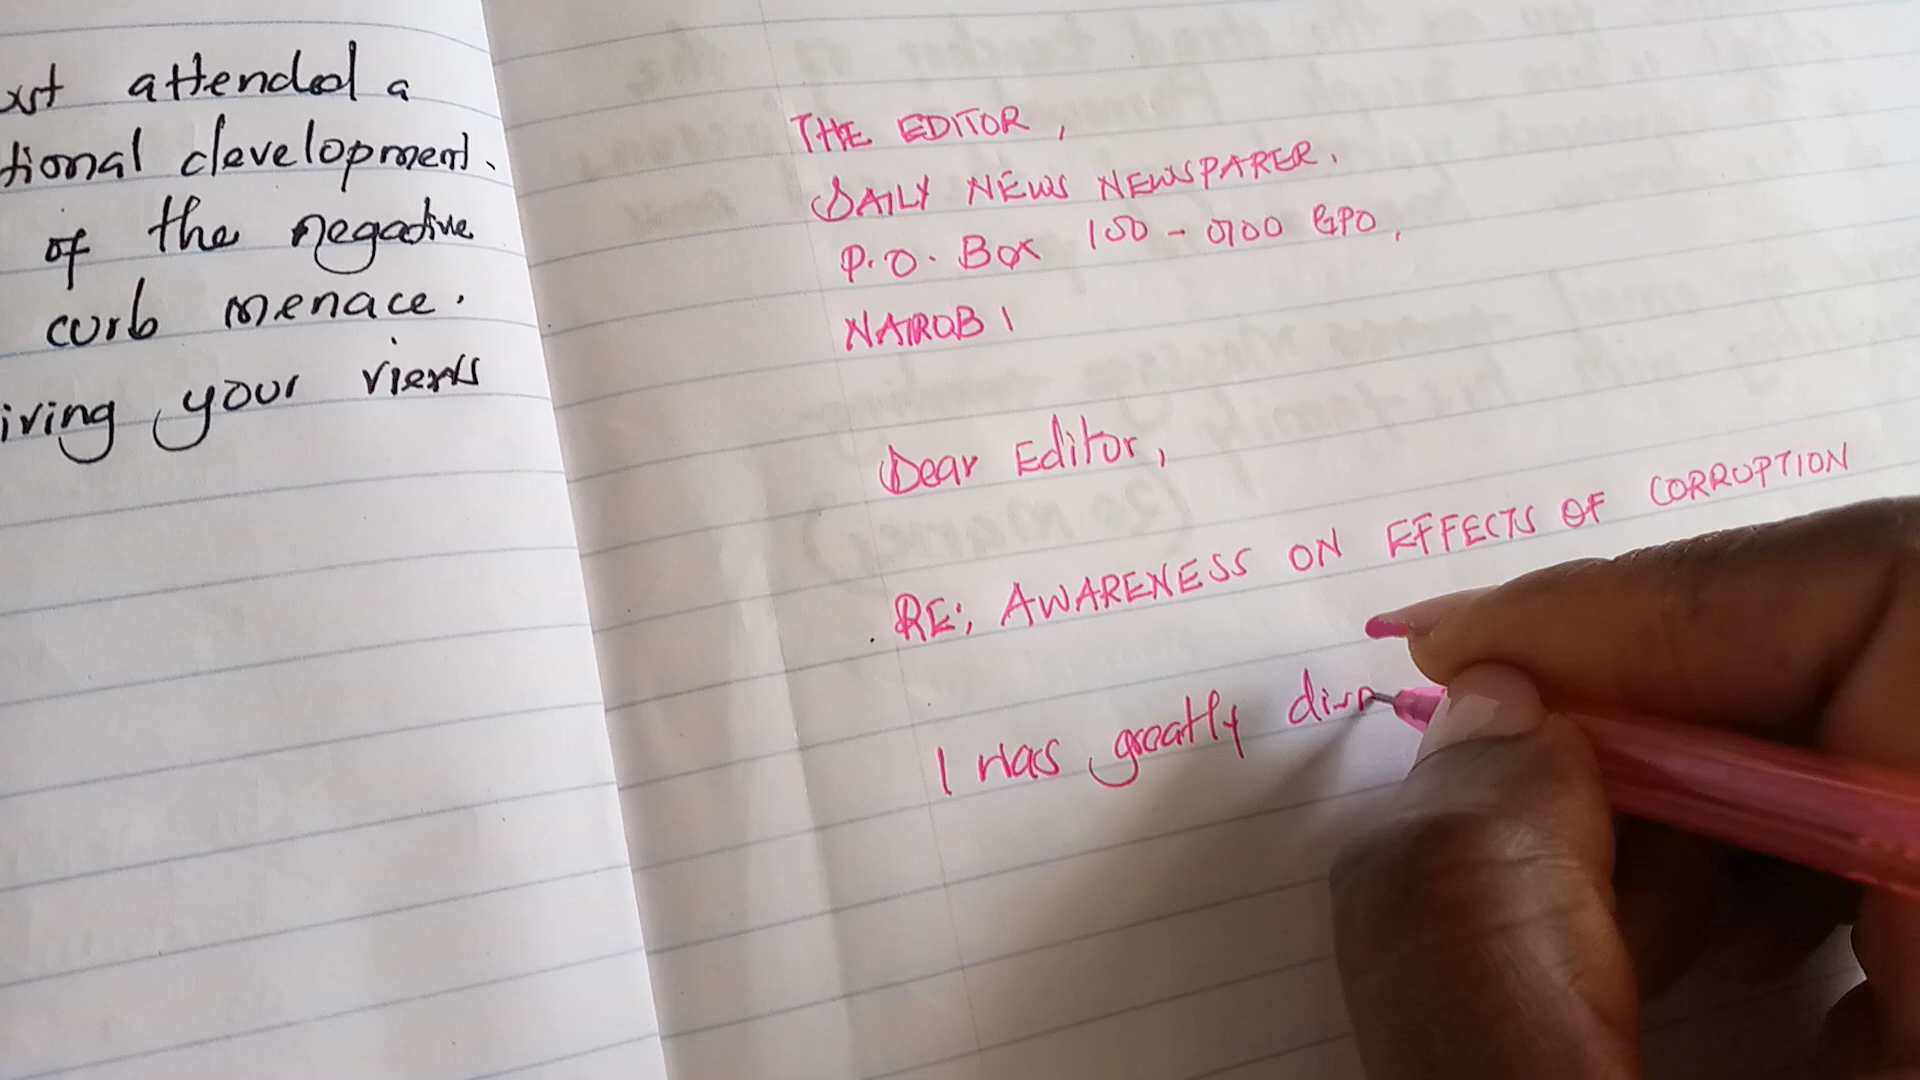 attended a
tional development.
of the negative
curb menace.
iving your views
THE EDITOR,
DAILY NEWS NEWSPAPER.
P.O. Box 150 - 0100 GPO,
NAIROBI
Dear Editor,
RE; AWARENESS ON EFFECTS OF CORRUPTION
I was greatly